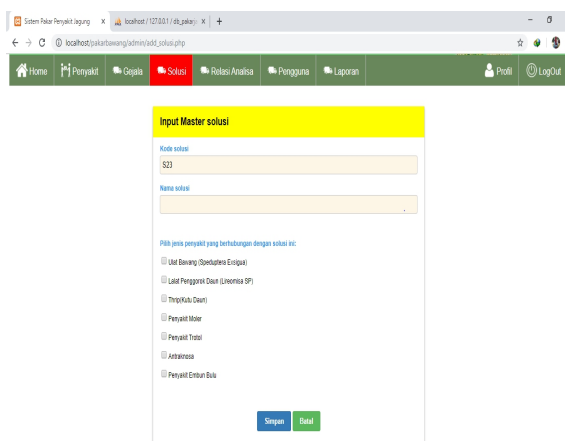 Sistem Pakar Penyakit Jagung
localhost / 127.0.0.1 / db_pakarja
localhost/pakarbawang/admin/add_solusi.php
Home Penyakit Gejala Solusi Relasi Analisa Pengguna Laporan Profil LogOut
Input Master solusi
Kode solusi
S23
Nama solusi
Pilih jenis penyakit yang berhubungan dengan solusi ini:
Ulat Bawang (Speduptera Exsigua)
Lalat Penggorok Daun (Lireomisa SP)
Thrip(Kutu Daun)
Penyakit Moler
Penyakit Trotol
Antraknosa
Penyakit Embun Bulu
Simpan Batal